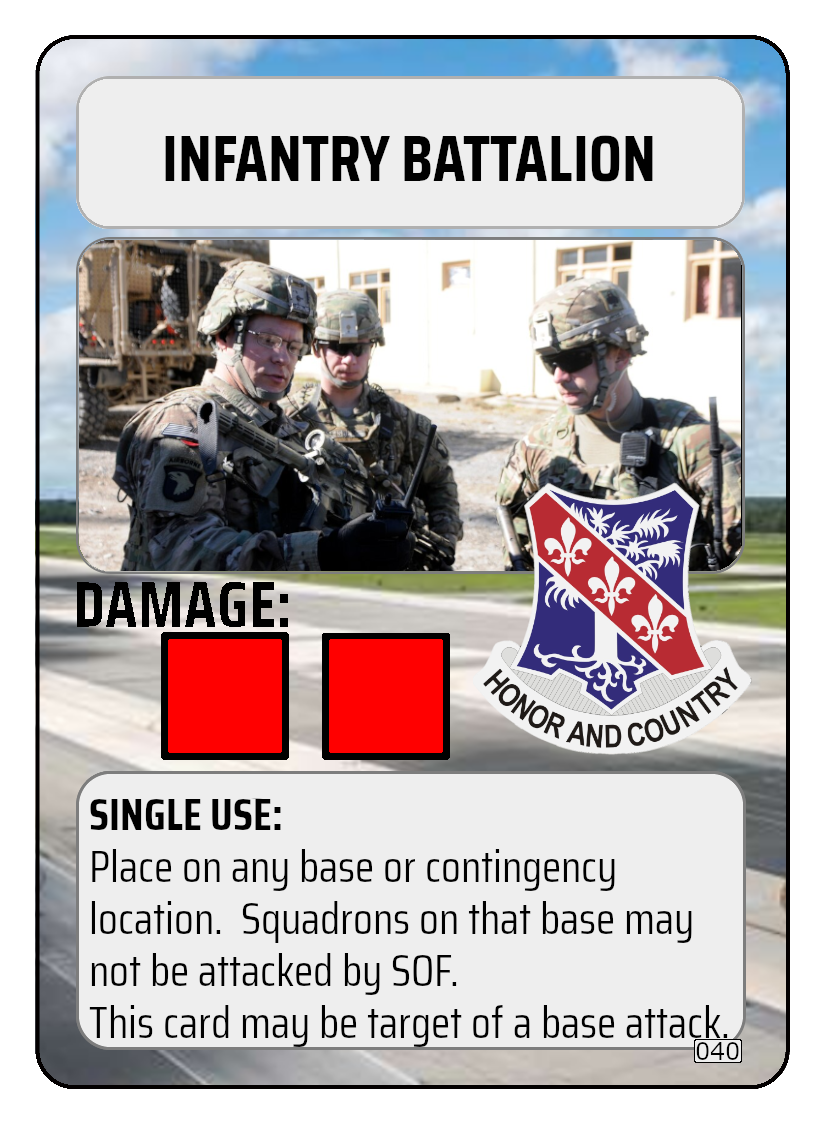 INFANTRY BATTALION
DAMAGE:
HONOR AND COUNTRY
SINGLE USE:
Place on any base or contingency
location.  Squadrons on that base may
not be attacked by SOF.
This card may be target of a base attack.
040